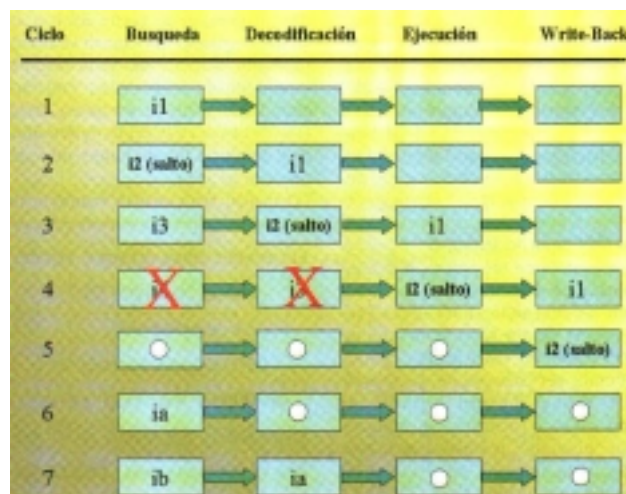 Ciclo Busqueda Decodificación Ejecución Write-Back
1 i1
2 i2 (salto) i1
3 i3 i2 (salto) i1
4 X X i2 (salto) i1
5 i2 (salto)
6 ia
7 ib ia